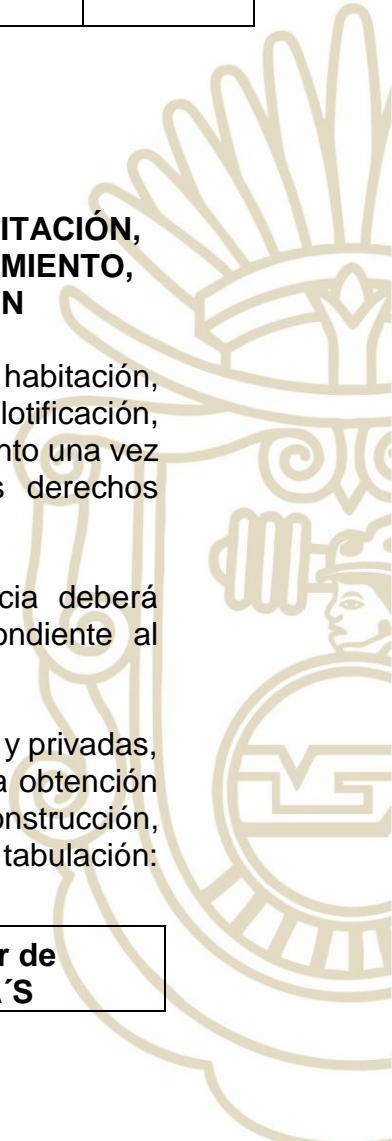 ITACIÓN,
MIENTO,
N
habitación,
lotificación,
nto una vez
s derechos
cia deberá
ondiente al
y privadas,
a obtención
onstrucción,
tabulación:
r de
A´S